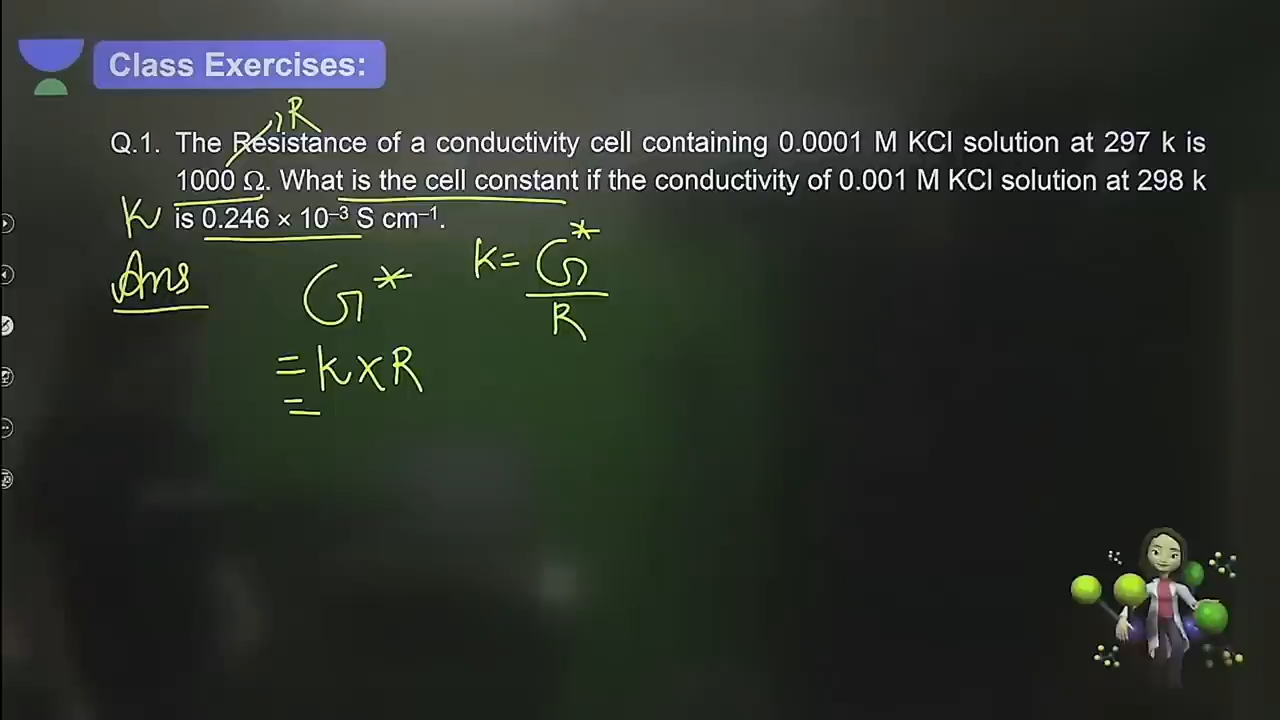 Class Exercises:
R
Q.1. The Resistance of a conductivity cell containing 0.0001 M KCl solution at 297 k is
1000 Ω. What is the cell constant if the conductivity of 0.001 M KCl solution at 298 k
K is 0.246 × 10⁻³ S cm⁻¹.
Ans G* K = G*/R
= K × R
=